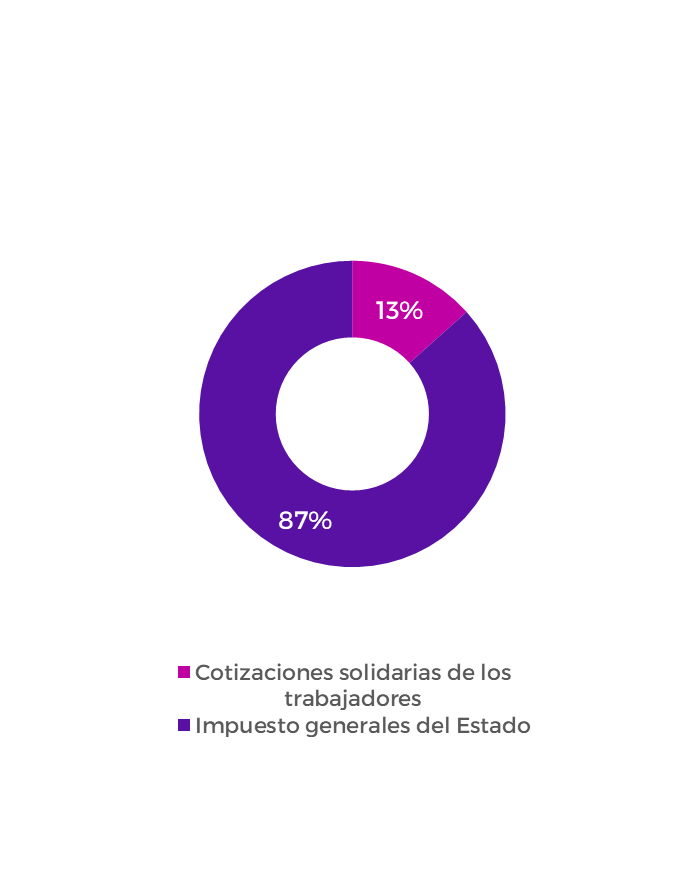 13%
87%
Cotizaciones solidarias de los
trabajadores
Impuesto generales del Estado